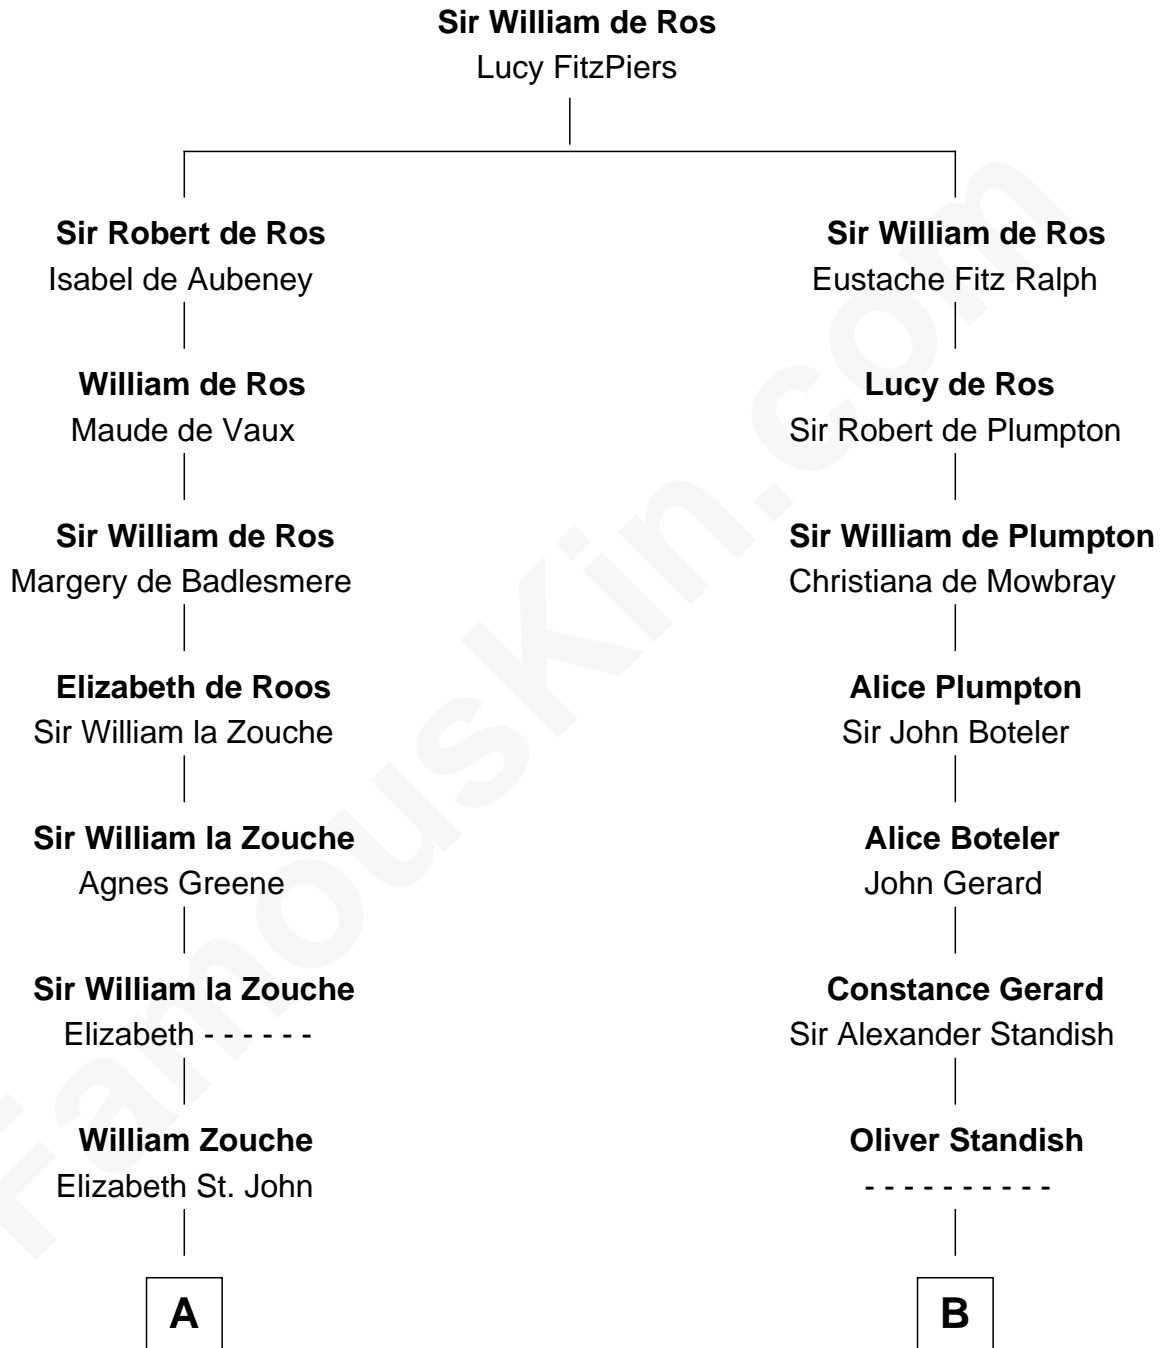 Sir William de Ros
Lucy FitzPiers
Sir Robert de Ros
Isabel de Aubeney
Sir William de Ros
Eustache Fitz Ralph
William de Ros
Maude de Vaux
Lucy de Ros
Sir Robert de Plumpton
Sir William de Ros
Margery de Badlesmere
Sir William de Plumpton
Christiana de Mowbray
Elizabeth de Roos
Sir William la Zouche
Alice Plumpton
Sir John Boteler
Sir William la Zouche
Agnes Greene
Alice Boteler
John Gerard
Sir William la Zouche
Elizabeth - - - - - -
Constance Gerard
Sir Alexander Standish
William Zouche
Elizabeth St. John
Oliver Standish
- - - - - - - - - -
A
B
FamousKin.com